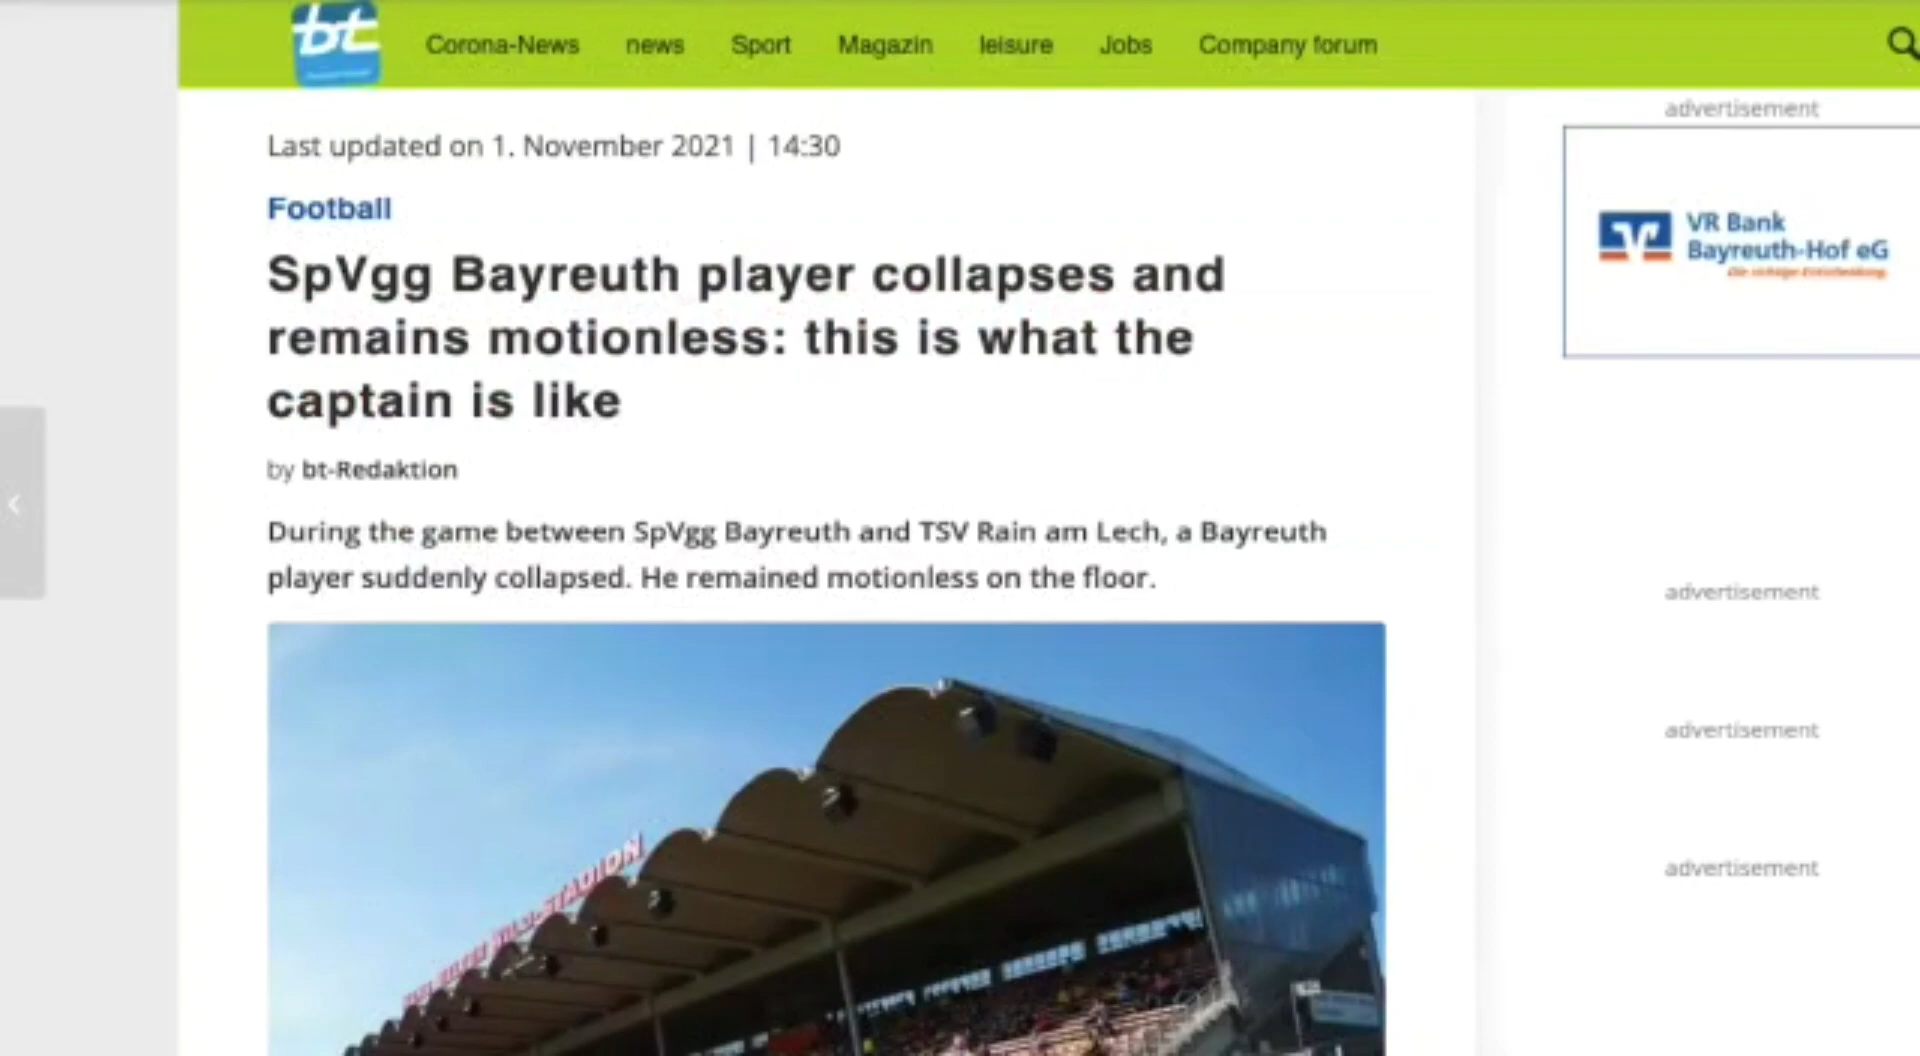 bt
Corona-News news Sport Magazin leisure Jobs Company forum
advertisement
Last updated on 1. November 2021 | 14:30
Football
SpVgg Bayreuth player collapses and
remains motionless: this is what the
captain is like
by bt-Redaktion
During the game between SpVgg Bayreuth and TSV Rain am Lech, a Bayreuth
player suddenly collapsed. He remained motionless on the floor.
VR Bank
Bayreuth-Hof eG
advertisement
advertisement
advertisement